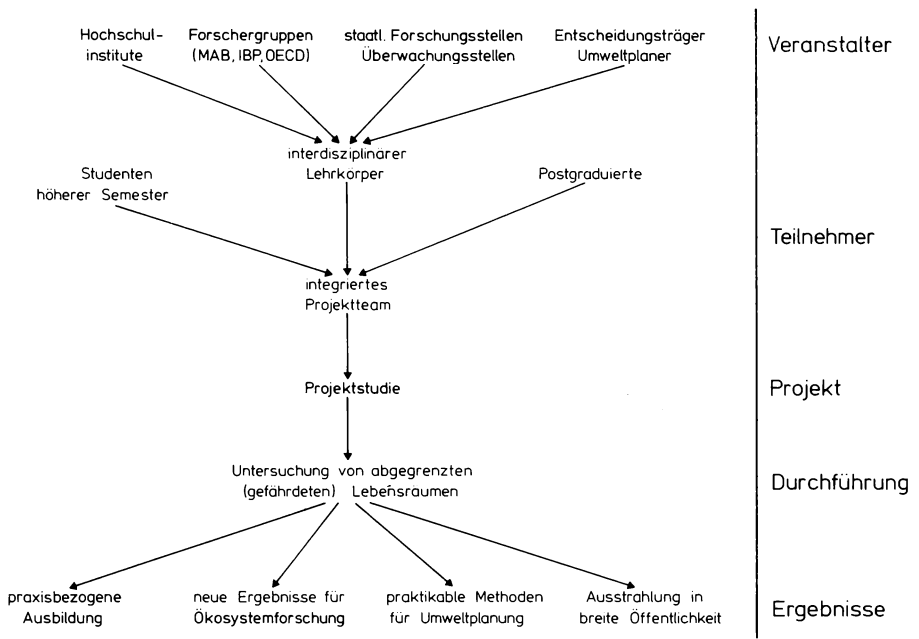 Hochschul-
institute
Forschergruppen
(MAB, IBP, OECD)
staatl. Forschungsstellen
Überwachungsstellen
Entscheidungsträger
Umweltplaner
Veranstalter
interdisziplinärer
Lehrkörper
Studenten
höherer Semester
Postgraduierte
Teilnehmer
integriertes
Projektteam
Projektstudie
Projekt
Untersuchung von abgegrenzten
(gefährdeten) Lebensräumen
Durchführung
praxisbezogene
Ausbildung
neue Ergebnisse für
Ökosystemforschung
praktikable Methoden
für Umweltplanung
Ausstrahlung in
breite Öffentlichkeit
Ergebnisse